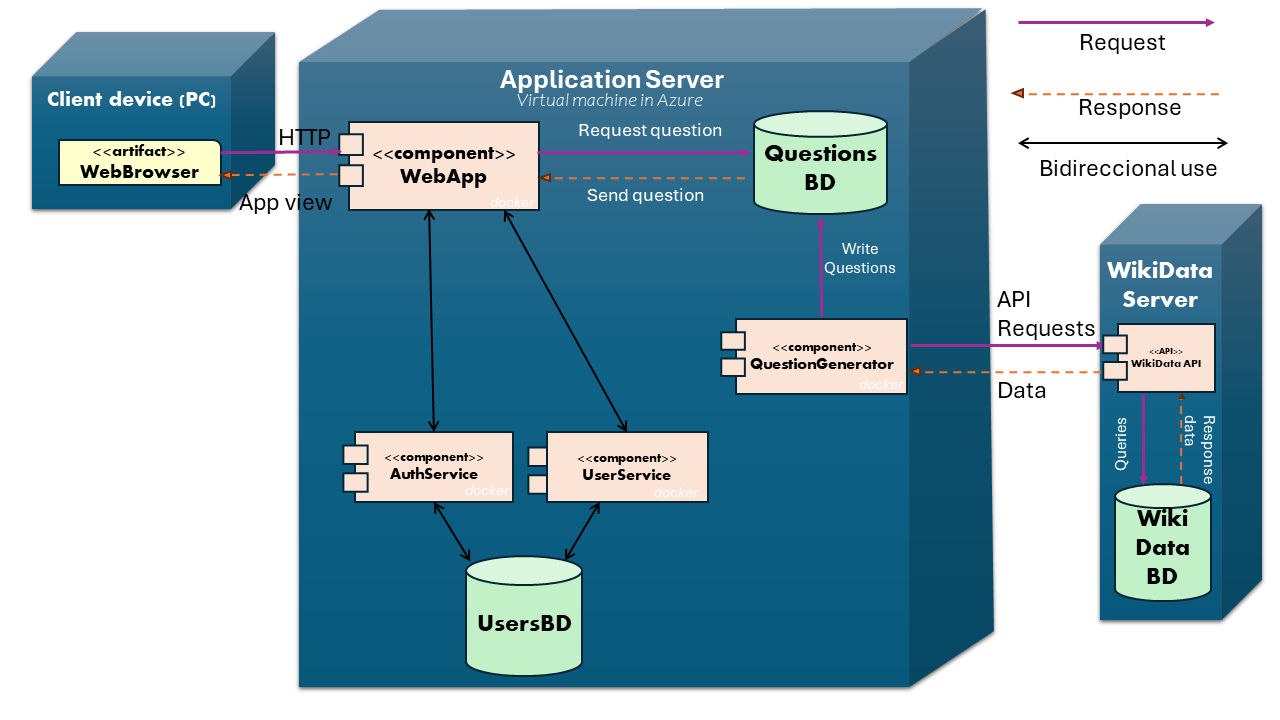 Request
Response
Bidireccional use
Client device (PC)
<<artifact>>
WebBrowser
HTTP
App view
Application Server
Virtual machine in Azure
<<component>>
WebApp
docker
Request question
Send question
Questions
BD
Write
Questions
<<component>>
QuestionGenerator
docker
API
Requests
Data
WikiData
Server
<<API>>
WikiData API
Queries
Response
data
Wiki
Data
BD
<<component>>
AuthService
docker
<<component>>
UserService
docker
UsersBD